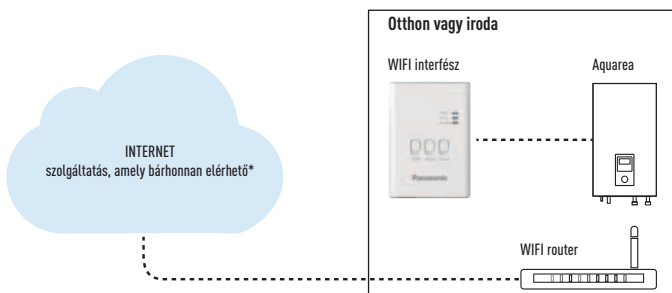 Otthon vagy iroda
WIFI interfész
Aquarea
INTERNET
szolgáltatás, amely bárhonnan elérhető*
Panasonic
WIFI router